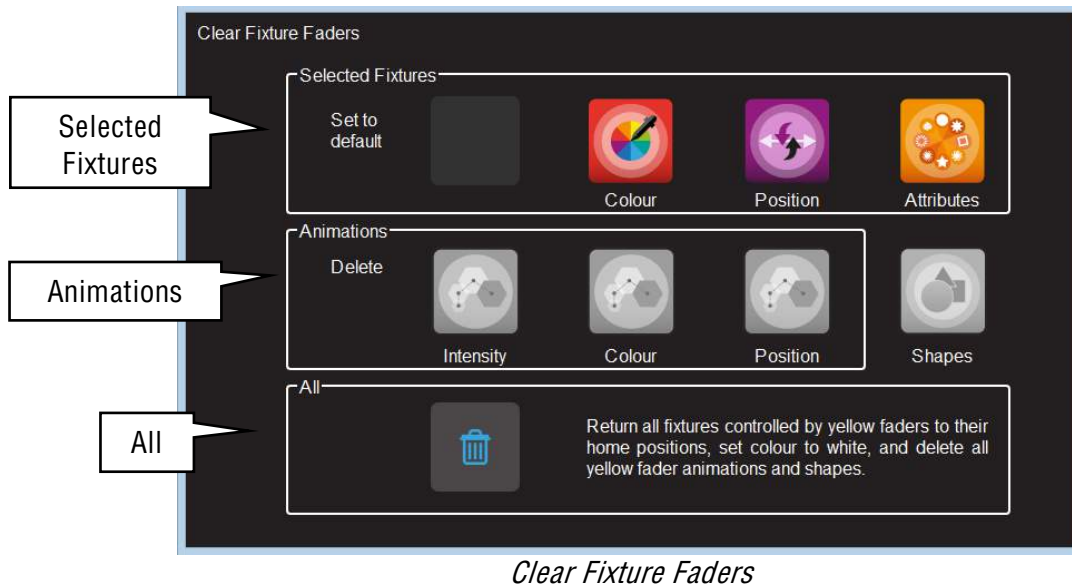 Clear Fixture Faders
Selected Fixtures
Selected
Fixtures
Set to
default
Colour
Position
Attributes
Animations
Animations
Delete
Intensity
Colour
Position
Shapes
All
All
Return all fixtures controlled by yellow faders to their
home positions, set colour to white, and delete all
yellow fader animations and shapes.
Clear Fixture Faders